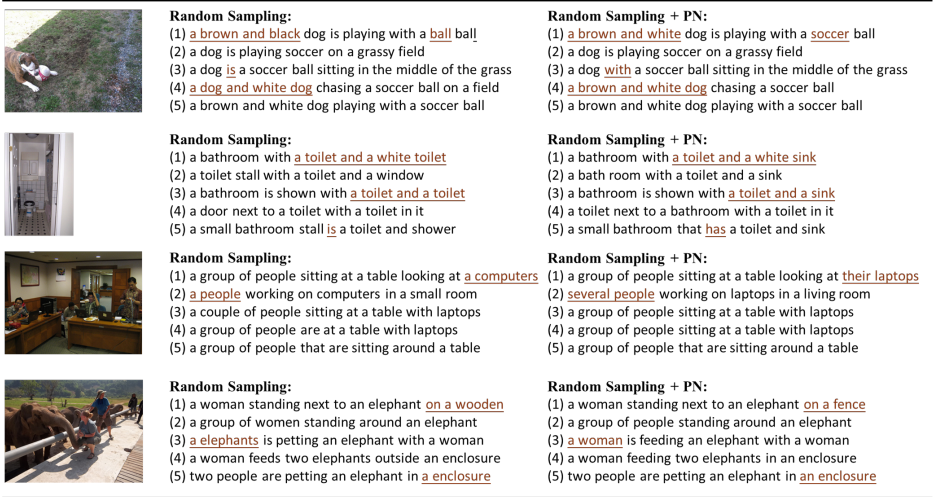 Random Sampling:
(1) a brown and black dog is playing with a ball ball
(2) a dog is playing soccer on a grassy field
(3) a dog is a soccer ball sitting in the middle of the grass
(4) a dog and white dog chasing a soccer ball on a field
(5) a brown and white dog playing with a soccer ball
Random Sampling + PN:
(1) a brown and white dog is playing with a soccer ball
(2) a dog is playing soccer on a grassy field
(3) a dog with a soccer ball sitting in the middle of the grass
(4) a brown and white dog chasing a soccer ball
(5) a brown and white dog playing with a soccer ball
Random Sampling:
(1) a bathroom with a toilet and a white toilet
(2) a toilet stall with a toilet and a window
(3) a bathroom is shown with a toilet and a toilet
(4) a door next to a toilet with a toilet in it
(5) a small bathroom stall is a toilet and shower
Random Sampling + PN:
(1) a bathroom with a toilet and a white sink
(2) a bath room with a toilet and a sink
(3) a bathroom is shown with a toilet and a sink
(4) a toilet next to a bathroom with a toilet in it
(5) a small bathroom that has a toilet and sink
Random Sampling:
(1) a group of people sitting at a table looking at a computers
(2) a people working on computers in a small room
(3) a couple of people sitting at a table with laptops
(4) a group of people are at a table with laptops
(5) a group of people that are sitting around a table
Random Sampling + PN:
(1) a group of people sitting at a table looking at their laptops
(2) several people working on laptops in a living room
(3) a group of people sitting at a table with laptops
(4) a group of people sitting at a table with laptops
(5) a group of people that are sitting around a table
Random Sampling:
(1) a woman standing next to an elephant on a wooden
(2) a group of women standing around an elephant
(3) a elephants is petting an elephant with a woman
(4) a woman feeds two elephants outside an enclosure
(5) two people are petting an elephant in a enclosure
Random Sampling + PN:
(1) a woman standing next to an elephant on a fence
(2) a group of people standing around an elephant
(3) a woman is feeding an elephant with a woman
(4) a woman feeding two elephants in an enclosure
(5) two people are petting an elephant in an enclosure